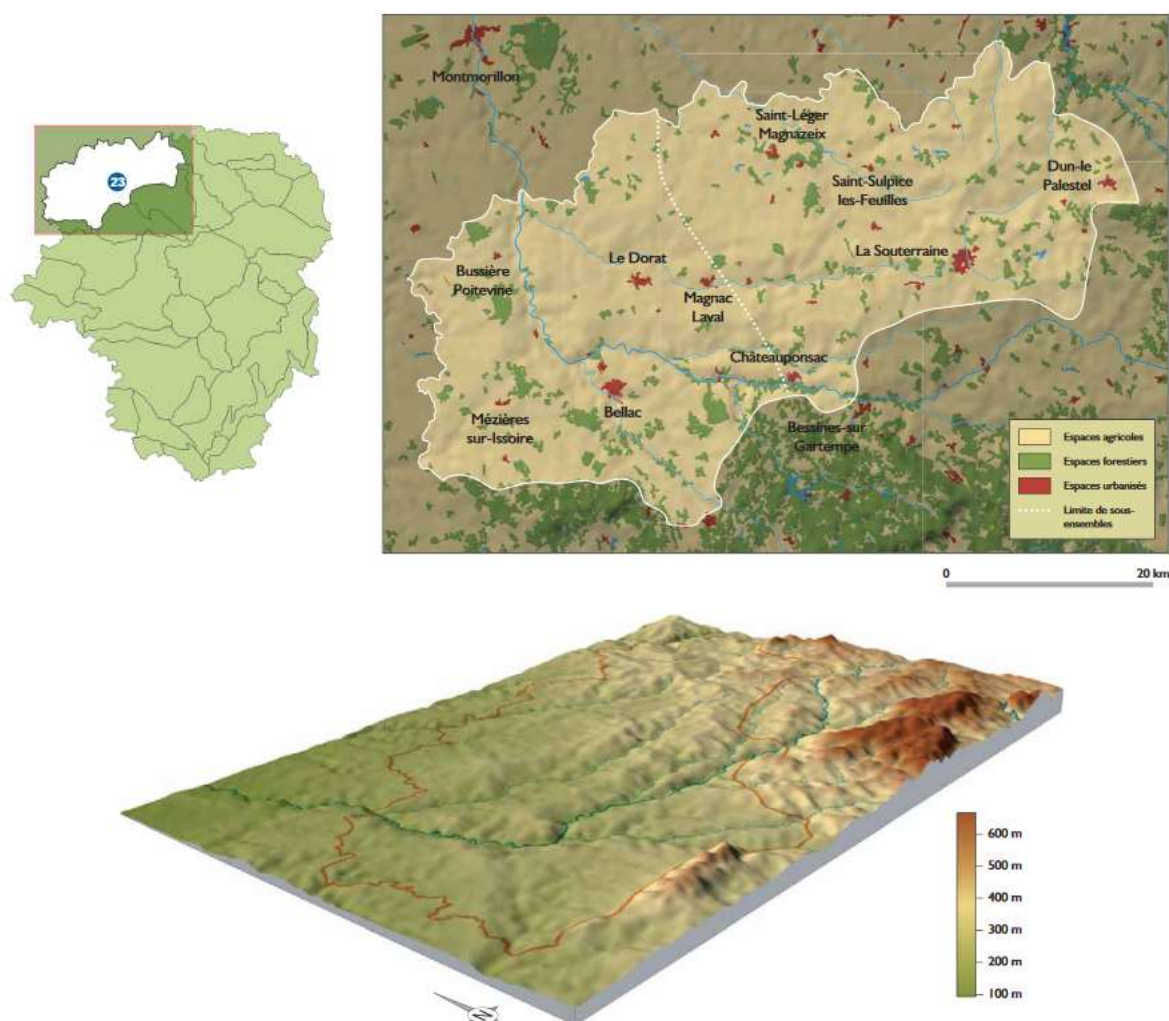 23
Montmorillon
Saint-Léger
Magnazeix
Saint-Sulpice
les-Feuilles
Dun-le
Palestel
La Souterraine
Le Dorat
Bussière
Poitevine
Magnac
Laval
Châteauponsac
Bellac
Mézières
sur-Issoire
Bessines-sur
Gartempe
Espaces agricoles
Espaces forestiers
Espaces urbanisés
Limite de sous-
ensembles
0 20 km
600 m
500 m
400 m
300 m
200 m
100 m
N